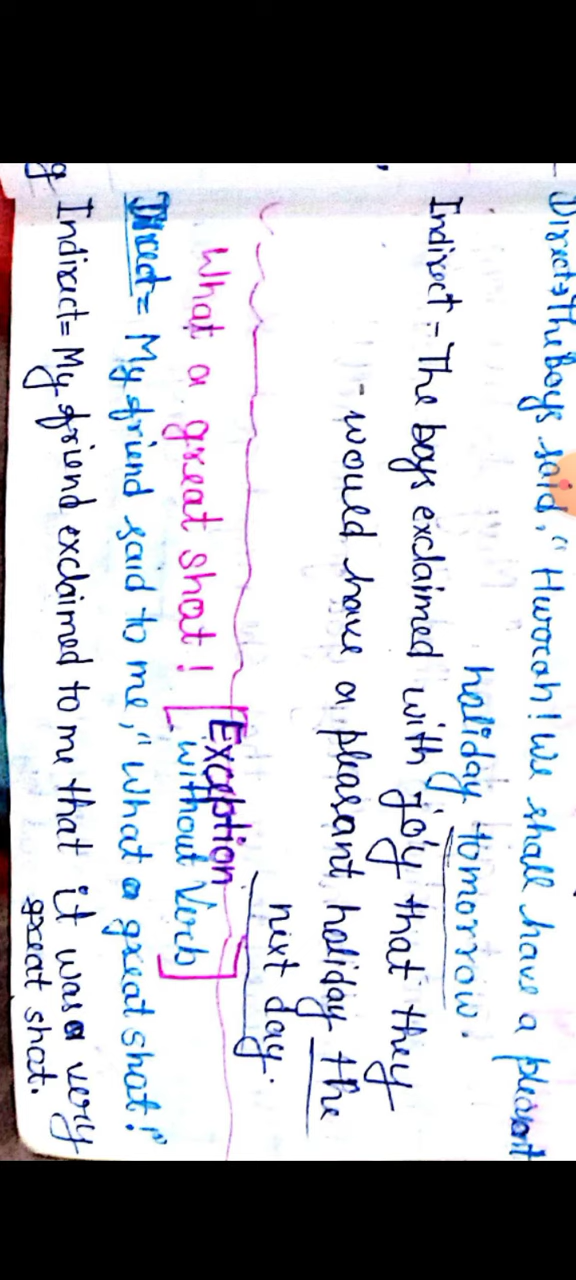 Direct⇒The boys said, "Hurrah! We shall have a pleasant
holiday tomorrow.
Indirect - The boys exclaimed with joy that they
- would have a pleasant holiday the
next day.
What a great shot! [Exception
without Verb]
Direct = My friend said to me, "What a great shot!"
Indirect = My friend exclaimed to me that it was a very
great shot.